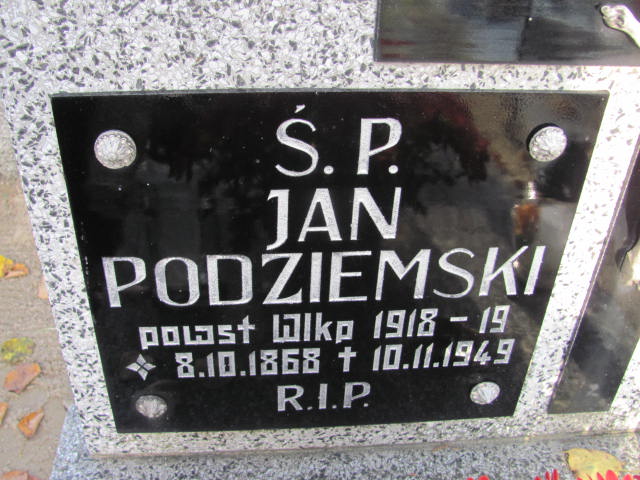 Ś. P.
JAN
PODZIEMSKI
powst Wlkp 1918 - 19
8.10.1868 † 10.11.1949
R.I.P.